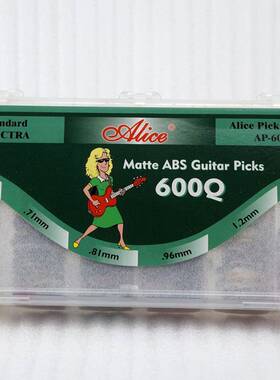 ndard
CTRA
Alice®
Alice Pick
AP-60
Matte ABS Guitar Picks
600Q
.71mm
.81mm
.96mm
1.2mm